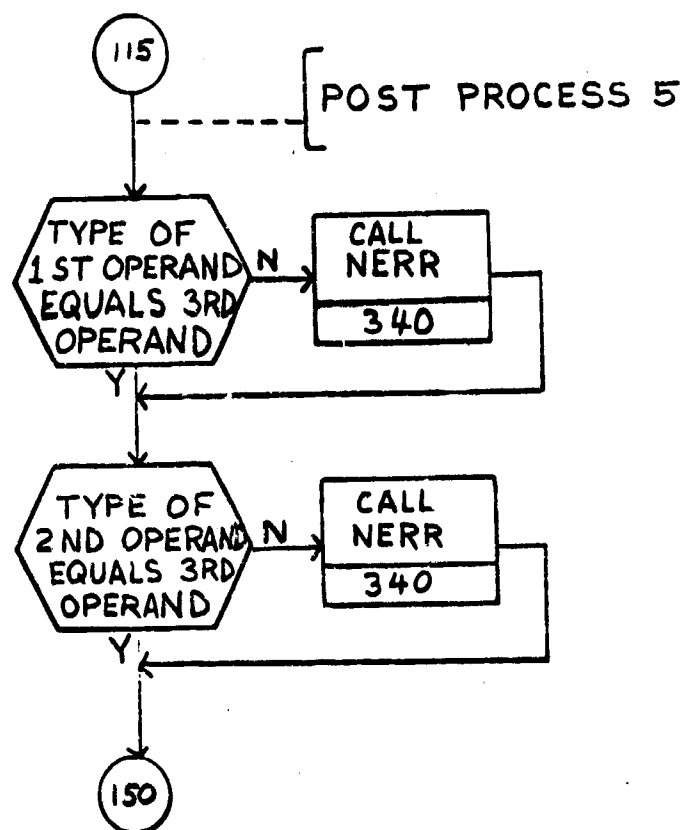 115
POST PROCESS 5
TYPE OF
1ST OPERAND
EQUALS 3RD
OPERAND
N
CALL
NERR
340
Y
TYPE OF
2ND OPERAND
EQUALS 3RD
OPERAND
N
CALL
NERR
340
Y
150